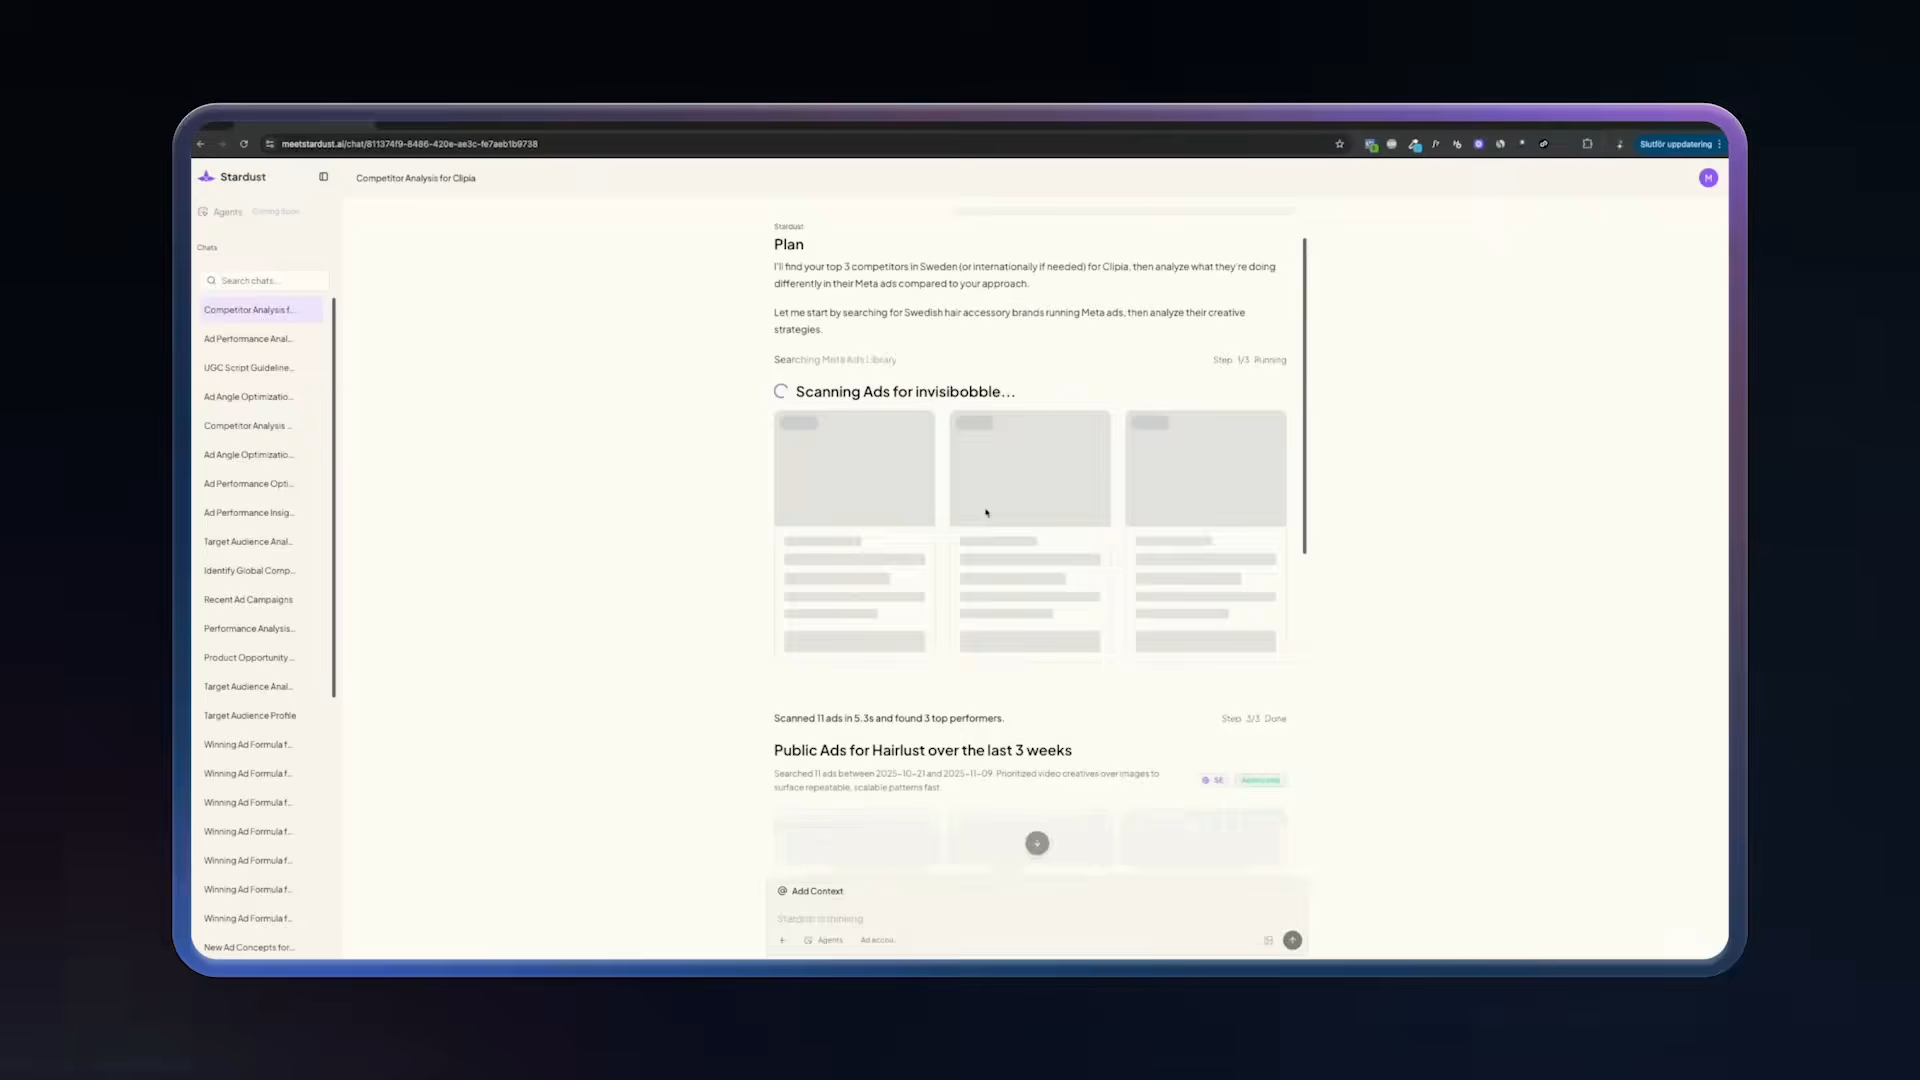 meetstardust.ai/chat/811374f9-8486-420e-ae3c-fe7aeb1b9738
Slutför uppdatering
Stardust
Competitor Analysis for Clipia
M
Agents Coming Soon
Chats
Search chats...
Competitor Analysis f...
Ad Performance Anal...
UGC Script Guideline...
Ad Angle Optimizatio...
Competitor Analysis ...
Ad Angle Optimizatio...
Ad Performance Opti...
Ad Performance Insig...
Target Audience Anal...
Identify Global Comp...
Recent Ad Campaigns
Performance Analysis...
Product Opportunity ...
Target Audience Anal...
Target Audience Profile
Winning Ad Formula f...
Winning Ad Formula f...
Winning Ad Formula f...
Winning Ad Formula f...
Winning Ad Formula f...
Winning Ad Formula f...
Winning Ad Formula f...
New Ad Concepts for...
Stardust
Plan
I'll find your top 3 competitors in Sweden (or internationally if needed) for Clipia, then analyze what they're doing
differently in their Meta ads compared to your approach.
Let me start by searching for Swedish hair accessory brands running Meta ads, then analyze their creative
strategies.
Searching Meta Ads Library
Step 1/3 Running
Scanning Ads for invisibobble...
Scanned 11 ads in 5.3s and found 3 top performers.
Step 3/3 Done
Public Ads for Hairlust over the last 3 weeks
Searched 11 ads between 2025-10-21 and 2025-11-09. Prioritized video creatives over images to
surface repeatable, scalable patterns fast.
SE
@ Add Context
Stardust is thinking
Agents
Ad accou..